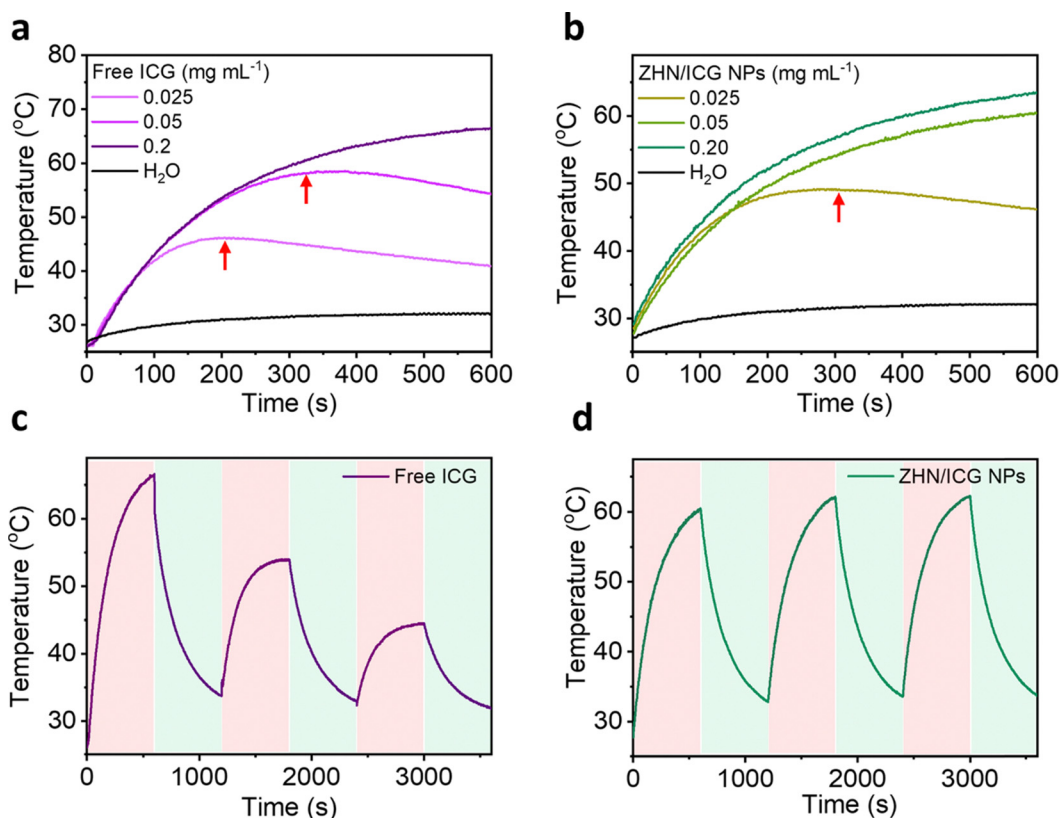 a
Free ICG (mg mL⁻¹)
0.025
0.05
0.2
H₂O
80
70
60
50
40
30
Temperature (°C)
0 100 200 300 400 500 600
Time (s)
b
ZHN/ICG NPs (mg mL⁻¹)
0.025
0.05
0.20
H₂O
60
50
40
30
Temperature (°C)
0 100 200 300 400 500 600
Time (s)
c
Free ICG
60
50
40
30
Temperature (°C)
0 1000 2000 3000
Time (s)
d
ZHN/ICG NPs
60
50
40
30
Temperature (°C)
0 1000 2000 3000
Time (s)